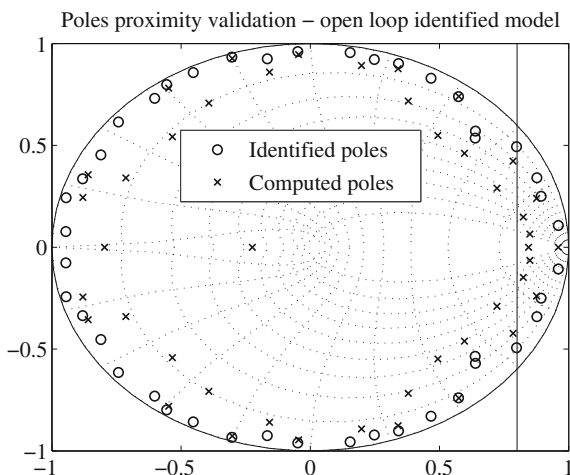 Poles proximity validation – open loop identified model
1
0.5
0
−0.5
−1
Identified poles
Computed poles
−1 −0.5 0 0.5 1